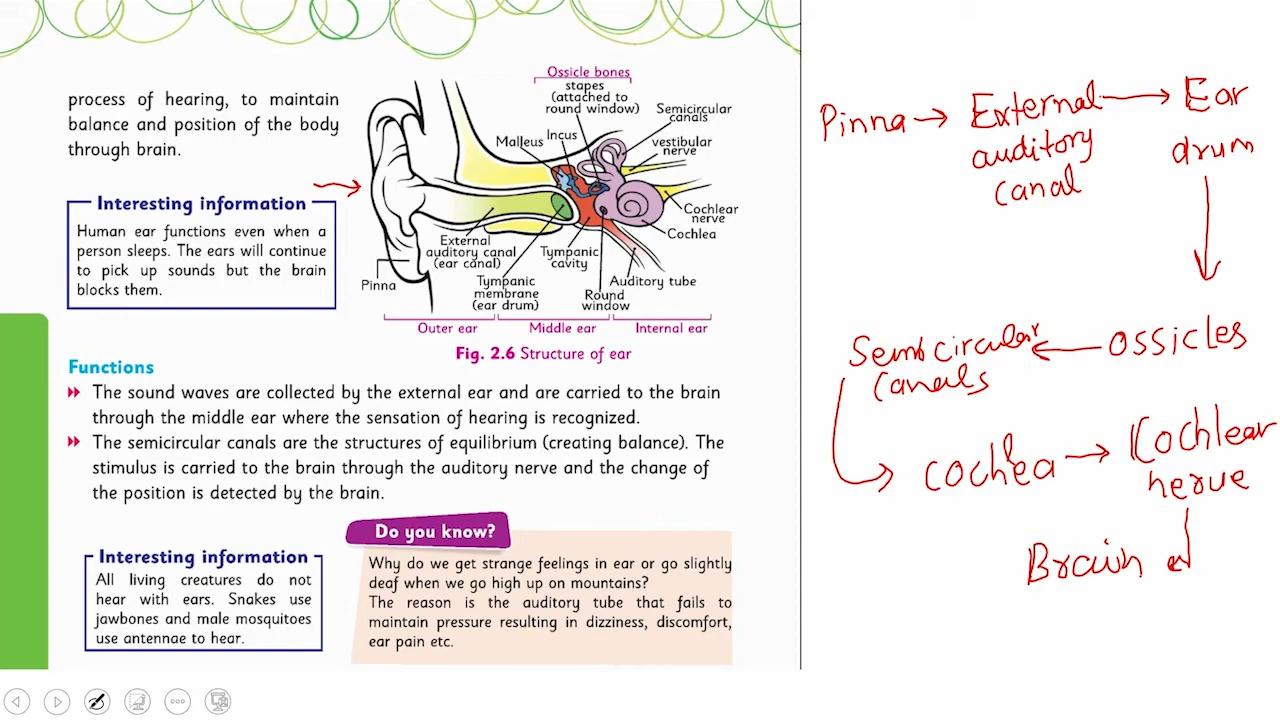 process of hearing, to maintain
balance and position of the body
through brain.
Interesting information
Human ear functions even when a
person sleeps. The ears will continue
to pick up sounds but the brain
blocks them.
Ossicle bones
stapes
(attached to
round window)
Semicircular
canals
Incus
Malleus
vestibular
nerve
Cochlear
nerve
Cochlea
External
auditory canal
(ear canal)
Tympanic
cavity
Auditory tube
Pinna
Tympanic
membrane
(ear drum)
Round
window
Outer ear
Middle ear
Internal ear
Fig. 2.6 Structure of ear
Functions
The sound waves are collected by the external ear and are carried to the brain
through the middle ear where the sensation of hearing is recognized.
The semicircular canals are the structures of equilibrium (creating balance). The
stimulus is carried to the brain through the auditory nerve and the change of
the position is detected by the brain.
Interesting information
All living creatures do not
hear with ears. Snakes use
jawbones and male mosquitoes
use antennae to hear.
Do you know?
Why do we get strange feelings in ear or go slightly
deaf when we go high up on mountains?
The reason is the auditory tube that fails to
maintain pressure resulting in dizziness, discomfort,
ear pain etc.
Pinna → External → Ear
auditory drum
canal
Semicircular ← ossicles
canals
cochlea → Cochlear
nerve
Brain